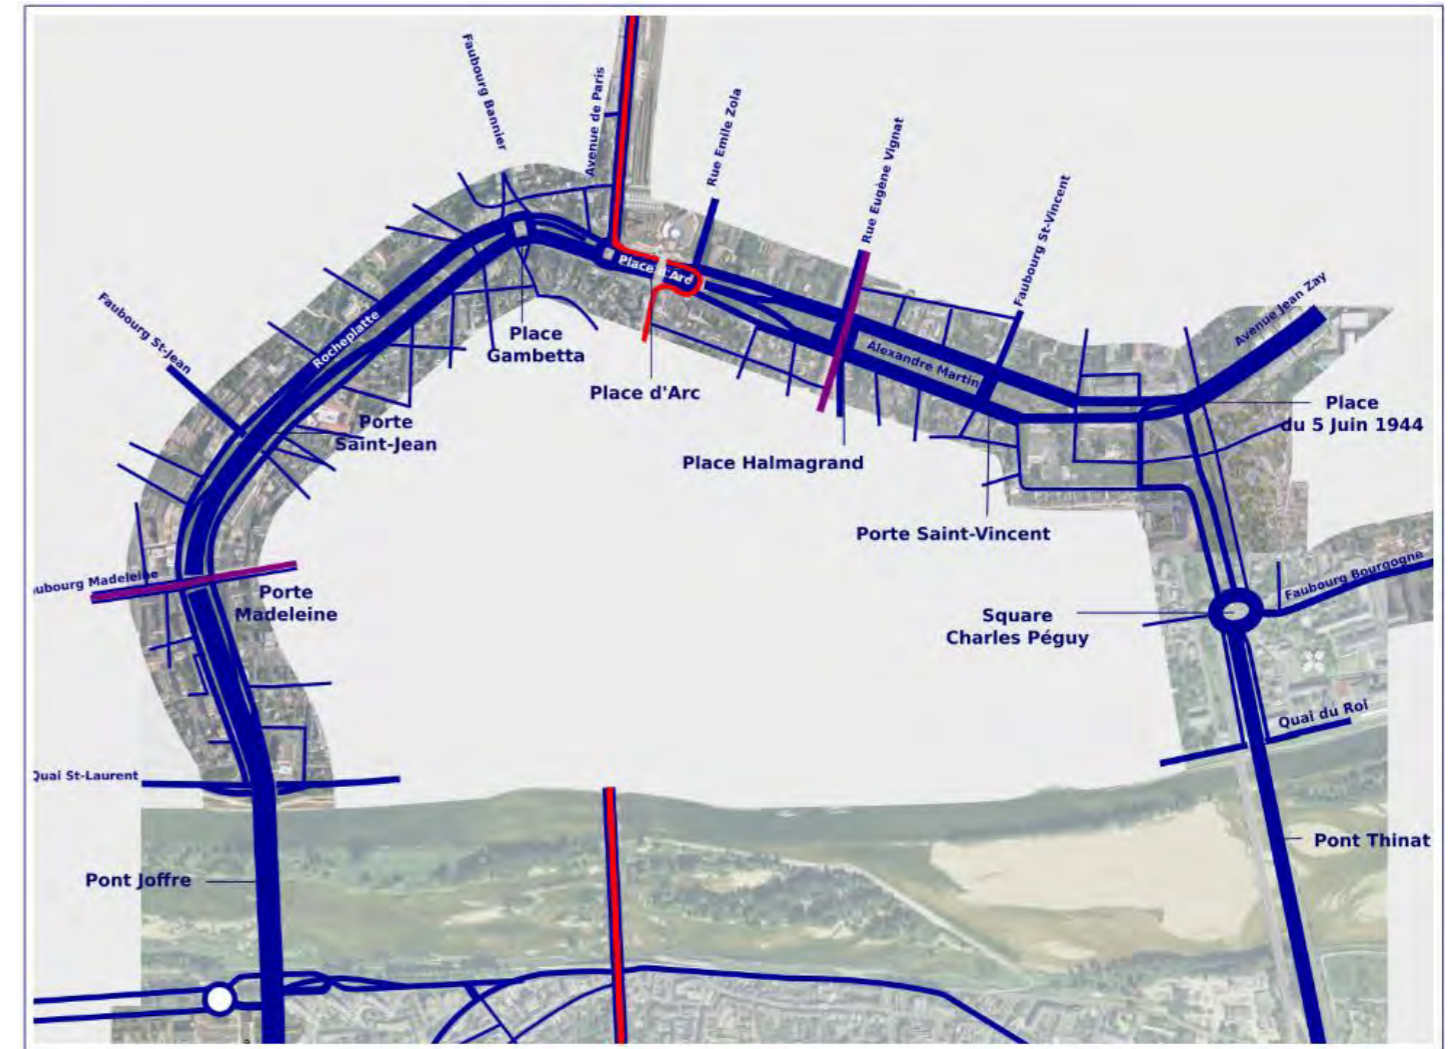 Faubourg Bannier
Avenue de Paris
Rue Emile Zola
Rue Eugène Vignat
Faubourg St-Vincent
Avenue Jean Zay
Faubourg St-Jean
Rocheplatte
Place d'Arc
Place
Gambetta
Alexandre Martin
Place d'Arc
Place
du 5 Juin 1944
Porte
Saint-Jean
Place Halmagrand
Porte Saint-Vincent
aubourg Madeleine
Porte
Madeleine
Faubourg Bourgogne
Square
Charles Péguy
Quai du Roi
Quai St-Laurent
Pont Thinat
Pont Joffre